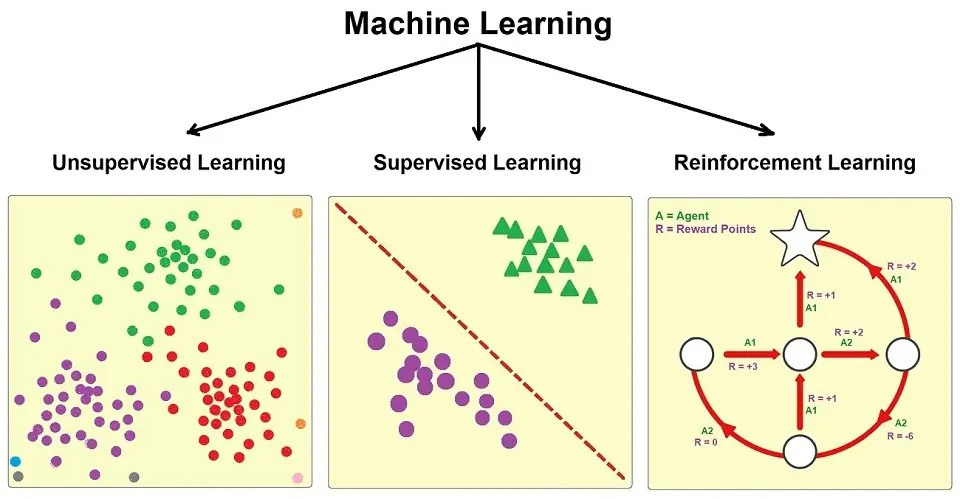 Machine Learning
Unsupervised Learning
Supervised Learning
Reinforcement Learning
A = Agent
R = Reward Points
R = +2
A1
R = +1
A1
R = +2
A2
A1
R = +3
R = +1
A1
A2
R = 0
A2
R = -6